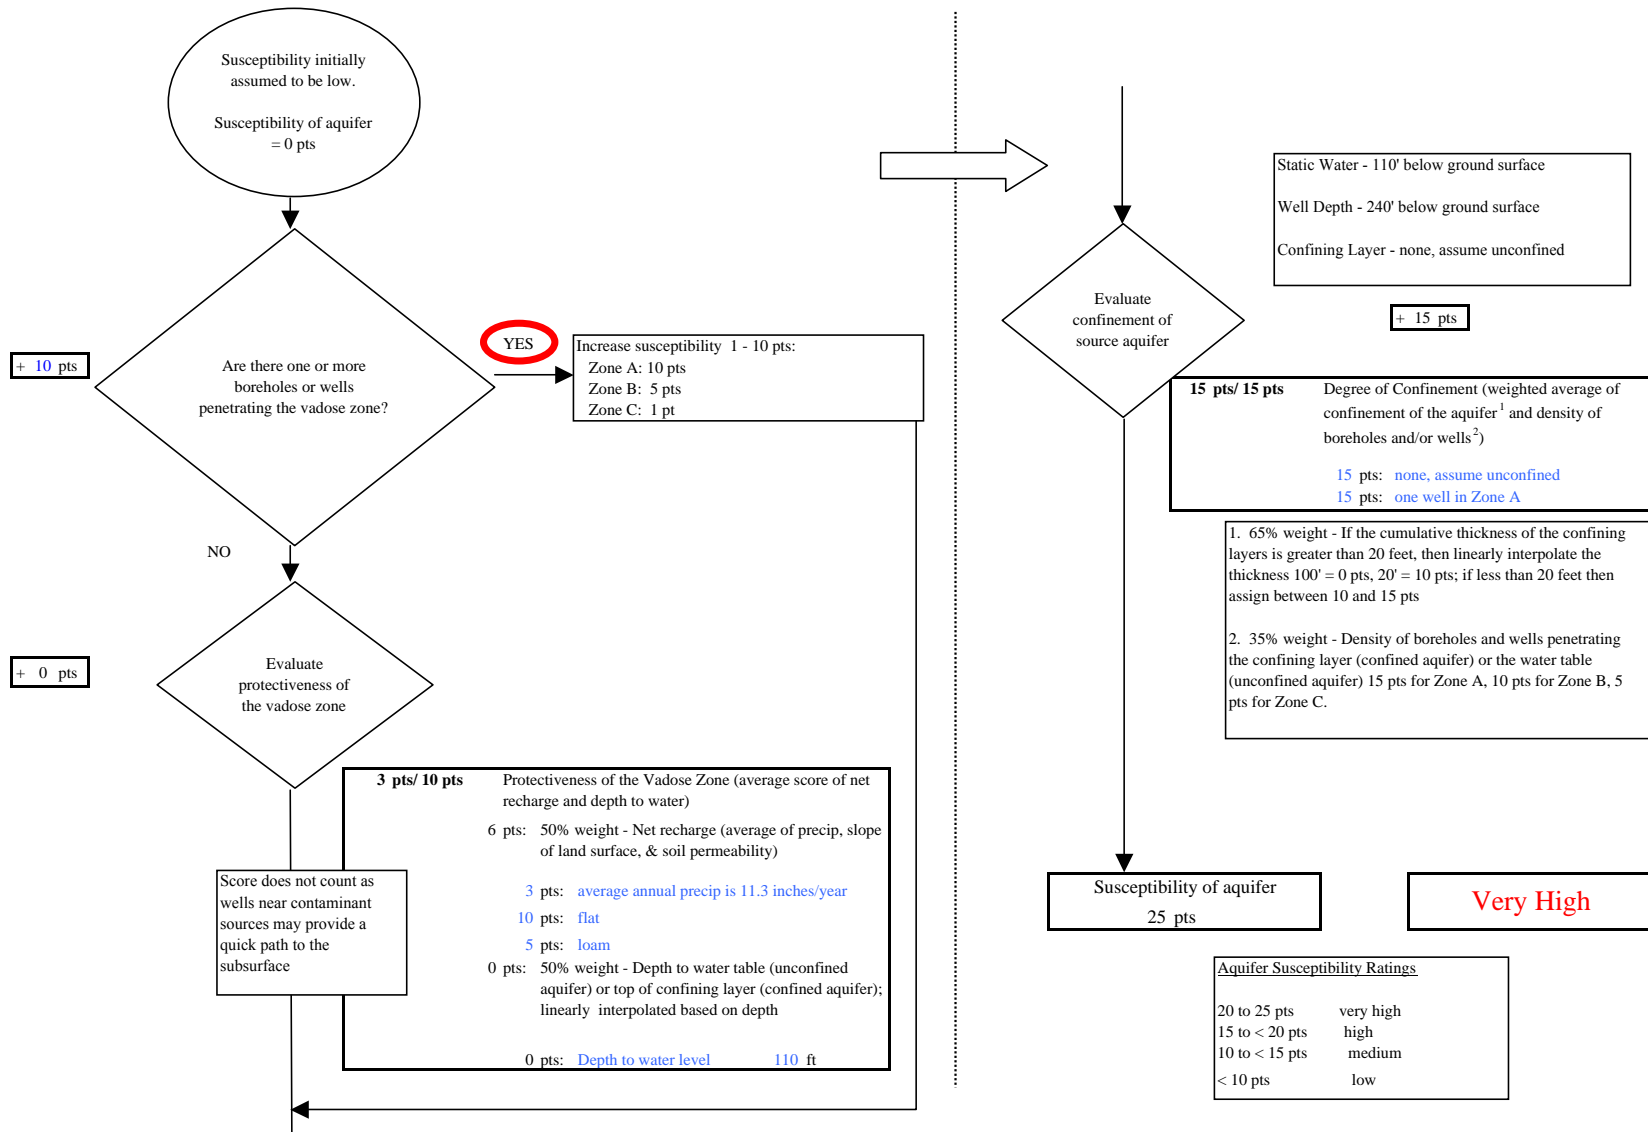 Susceptibility initially
assumed to be low.
Susceptibility of aquifer
= 0 pts
+ 10 pts
Are there one or more
boreholes or wells
penetrating the vadose zone?
YES
Increase susceptibility 1 - 10 pts:
Zone A: 10 pts
Zone B: 5 pts
Zone C: 1 pt
NO
+ 0 pts
Evaluate
protectiveness of
the vadose zone
3 pts/ 10 pts Protectiveness of the Vadose Zone (average score of net
recharge and depth to water)
6 pts: 50% weight - Net recharge (average of precip, slope
of land surface, & soil permeability)
3 pts: average annual precip is 11.3 inches/year
10 pts: flat
5 pts: loam
0 pts: 50% weight - Depth to water table (unconfined
aquifer) or top of confining layer (confined aquifer);
linearly interpolated based on depth
0 pts: Depth to water level 110 ft
Score does not count as
wells near contaminant
sources may provide a
quick path to the
subsurface
Static Water - 110' below ground surface
Well Depth - 240' below ground surface
Confining Layer - none, assume unconfined
Evaluate
confinement of
source aquifer
+ 15 pts
15 pts/ 15 pts Degree of Confinement (weighted average of
confinement of the aquifer 1 and density of
boreholes and/or wells2)
15 pts: none, assume unconfined
15 pts: one well in Zone A
1. 65% weight - If the cumulative thickness of the confining
layers is greater than 20 feet, then linearly interpolate the
thickness 100' = 0 pts, 20' = 10 pts; if less than 20 feet then
assign between 10 and 15 pts
2. 35% weight - Density of boreholes and wells penetrating
the confining layer (confined aquifer) or the water table
(unconfined aquifer) 15 pts for Zone A, 10 pts for Zone B, 5
pts for Zone C.
Susceptibility of aquifer
25 pts
Very High
Aquifer Susceptibility Ratings
20 to 25 pts very high
15 to < 20 pts high
10 to < 15 pts medium
< 10 pts low